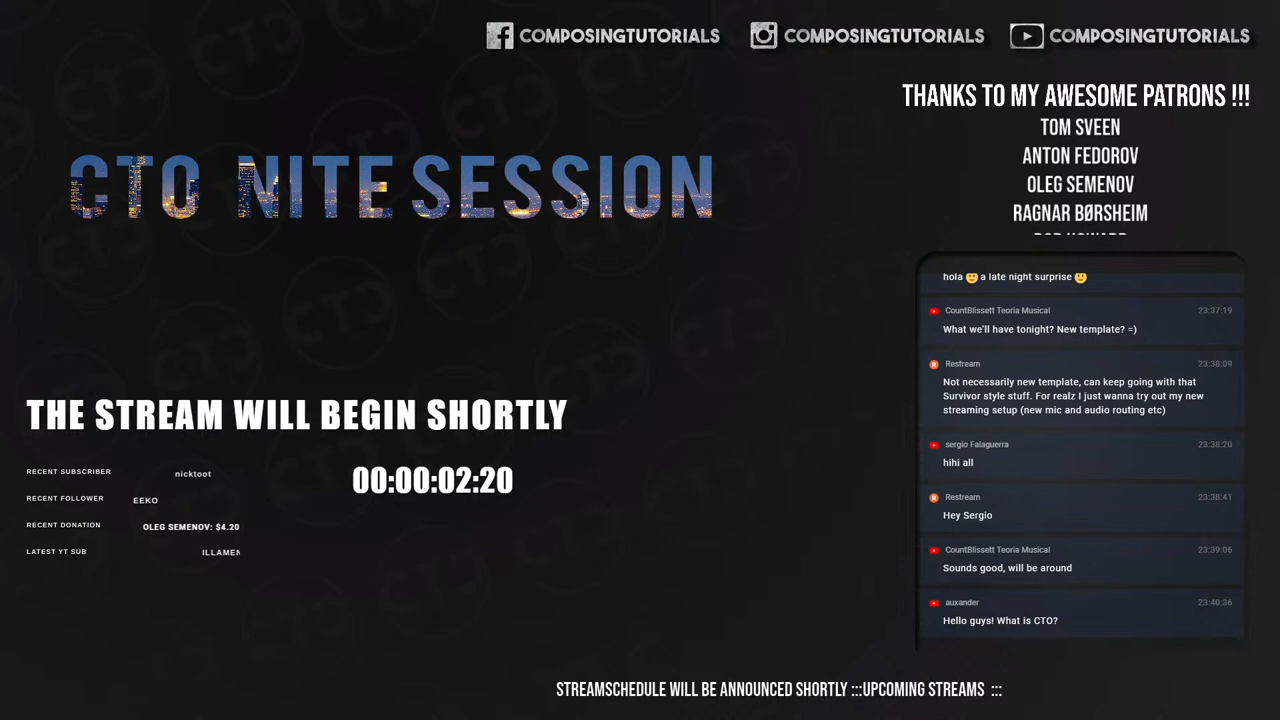 COMPOSINGTUTORIALS COMPOSINGTUTORIALS COMPOSINGTUTORIALS
THANKS TO MY AWESOME PATRONS !!!
TOM SVEEN
ANTON FEDOROV
OLEG SEMENOV
RAGNAR BØRSHEIM
CTO NITE SESSION
hola 🙂 a late night surprise 🙂
CountBlissett Teoria Musical 23:37:19
What we'll have tonight? New template? =)
Restream 23:38:09
Not necessarily new template, can keep going with that
Survivor style stuff. For realz I just wanna try out my new
streaming setup (new mic and audio routing etc)
sergio Falaguerra 23:38:20
hihi all
Restream 23:38:41
Hey Sergio
CountBlissett Teoria Musical 23:39:06
Sounds good, will be around
auxander 23:40:36
Hello guys! What is CTO?
THE STREAM WILL BEGIN SHORTLY
00:00:02:20
RECENT SUBSCRIBER nicktoot
RECENT FOLLOWER EEKO
RECENT DONATION OLEG SEMENOV: $4.20
LATEST YT SUB ILLAMEN
STREAMSCHEDULE WILL BE ANNOUNCED SHORTLY :::UPCOMING STREAMS :::